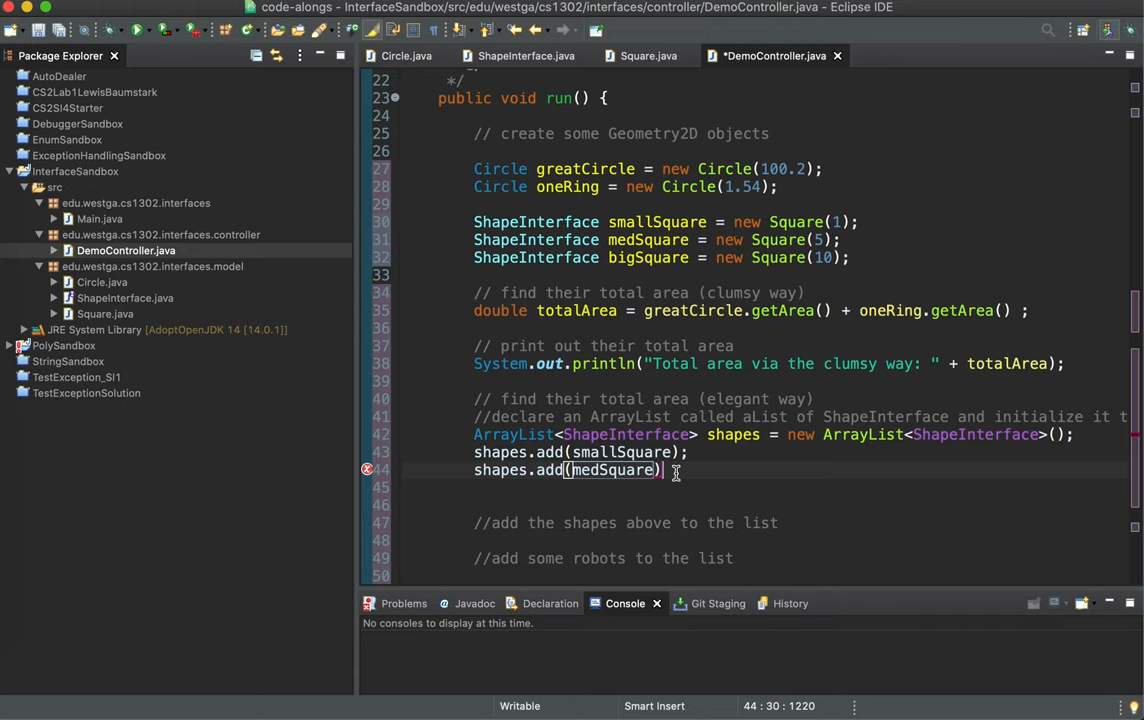 code-alongs - InterfaceSandbox/src/edu/westga/cs1302/interfaces/controller/DemoController.java - Eclipse IDE
Package Explorer
Circle.java
ShapeInterface.java
Square.java
*DemoController.java
AutoDealer
CS2Lab1LewisBaumstark
CS2SI4Starter
DebuggerSandbox
EnumSandbox
ExceptionHandlingSandbox
InterfaceSandbox
src
edu.westga.cs1302.interfaces
Main.java
edu.westga.cs1302.interfaces.controller
DemoController.java
edu.westga.cs1302.interfaces.model
Circle.java
ShapeInterface.java
Square.java
JRE System Library [AdoptOpenJDK 14 [14.0.1]]
PolySandbox
StringSandbox
TestException_SI1
TestExceptionSolution
22 */
23 public void run() {
24
25 // create some Geometry2D objects
26
27 Circle greatCircle = new Circle(100.2);
28 Circle oneRing = new Circle(1.54);
29
30 ShapeInterface smallSquare = new Square(1);
31 ShapeInterface medSquare = new Square(5);
32 ShapeInterface bigSquare = new Square(10);
33
34 // find their total area (clumsy way)
35 double totalArea = greatCircle.getArea() + oneRing.getArea() ;
36
37 // print out their total area
38 System.out.println("Total area via the clumsy way: " + totalArea);
39
40 // find their total area (elegant way)
41 //declare an ArrayList called aList of ShapeInterface and initialize it t
42 ArrayList<ShapeInterface> shapes = new ArrayList<ShapeInterface>();
43 shapes.add(smallSquare);
44 shapes.add(medSquare)
45
46
47 //add the shapes above to the list
48
49 //add some robots to the list
50
Problems
Javadoc
Declaration
Console
Git Staging
History
No consoles to display at this time.
Writable
Smart Insert
44 : 30 : 1220